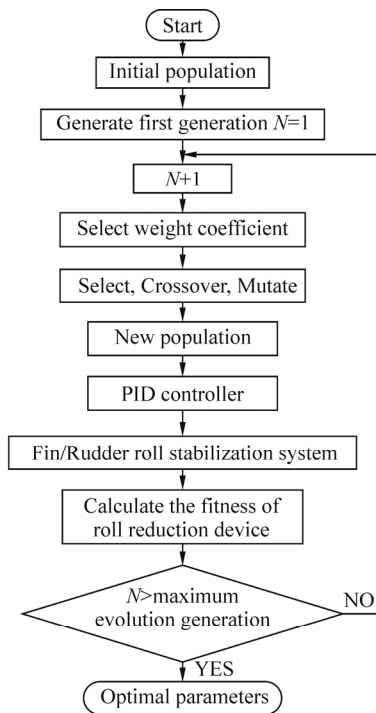 Start
Initial population
Generate first generation N=1
N+1
Select weight coefficient
Select, Crossover, Mutate
New population
PID controller
Fin/Rudder roll stabilization system
Calculate the fitness of
roll reduction device
N>maximum
evolution generation
NO
YES
Optimal parameters